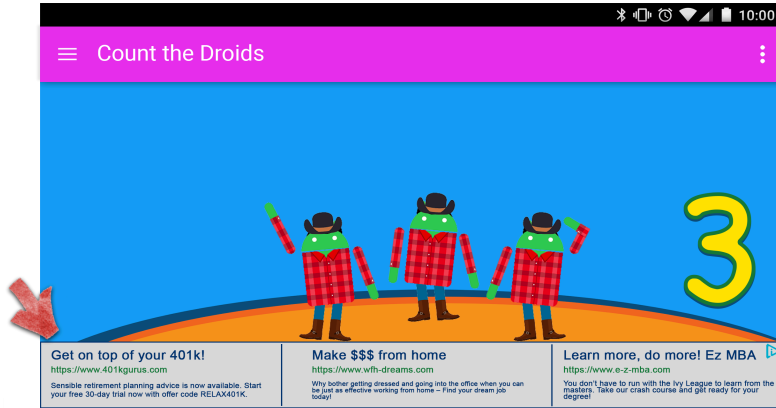 10:00
Count the Droids
3
Get on top of your 401k!
https://www.401kgurus.com
Sensible retirement planning advice is now available. Start
your free 30-day trial now with offer code RELAX401K.
Make $$$ from home
https://www.wfh-dreams.com
Why bother getting dressed and going into the office when you can
be just as effective working from home – Find your dream job
today!
Learn more, do more! Ez MBA
https://www.e-z-mba.com
You don't have to run with the Ivy League to learn from the
masters. Take our crash course and get ready for your
degree!